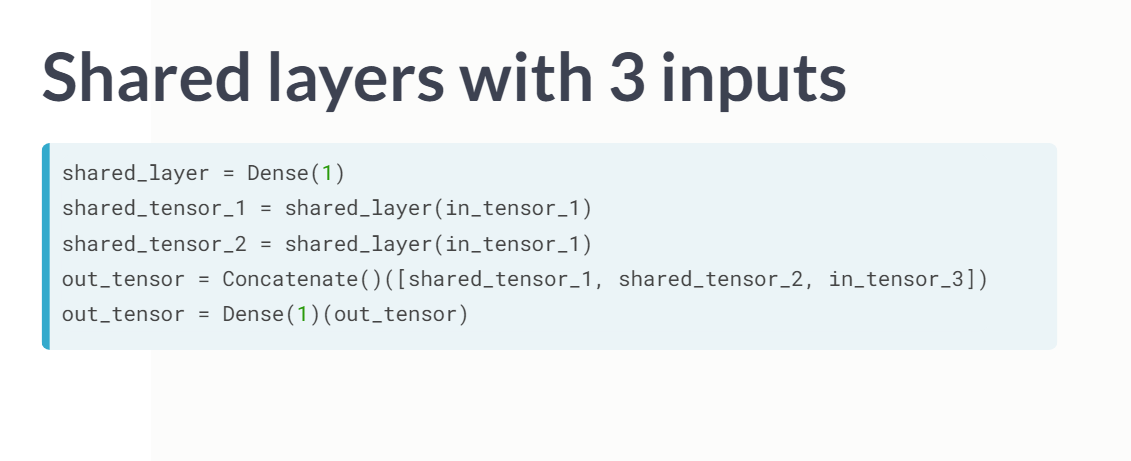 Shared layers with 3 inputs
shared_layer = Dense(1)
shared_tensor_1 = shared_layer(in_tensor_1)
shared_tensor_2 = shared_layer(in_tensor_1)
out_tensor = Concatenate()([shared_tensor_1, shared_tensor_2, in_tensor_3])
out_tensor = Dense(1)(out_tensor)